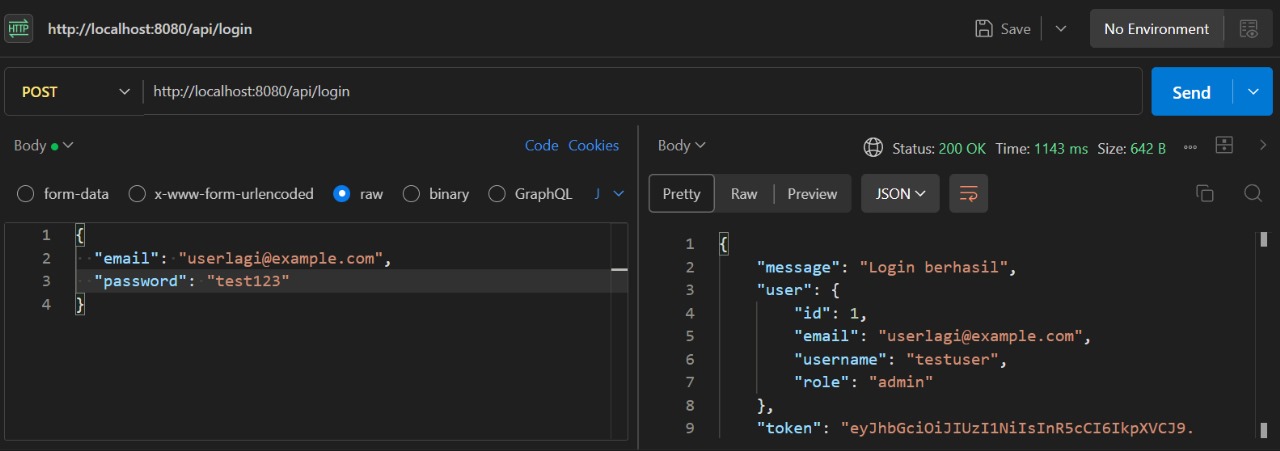 HTTP http://localhost:8080/api/login Save No Environment
POST http://localhost:8080/api/login Send
Body Code Cookies
form-data x-www-form-urlencoded raw binary GraphQL J
1 {
2 "email": "userlagi@example.com",
3 "password": "test123"
4 }
Body Status: 200 OK Time: 1143 ms Size: 642 B
Pretty Raw Preview JSON
1 {
2 "message": "Login berhasil",
3 "user": {
4 "id": 1,
5 "email": "userlagi@example.com",
6 "username": "testuser",
7 "role": "admin"
8 },
9 "token": "eyJhbGciOiJIUzI1NiIsInR5cCI6IkpXVCJ9.